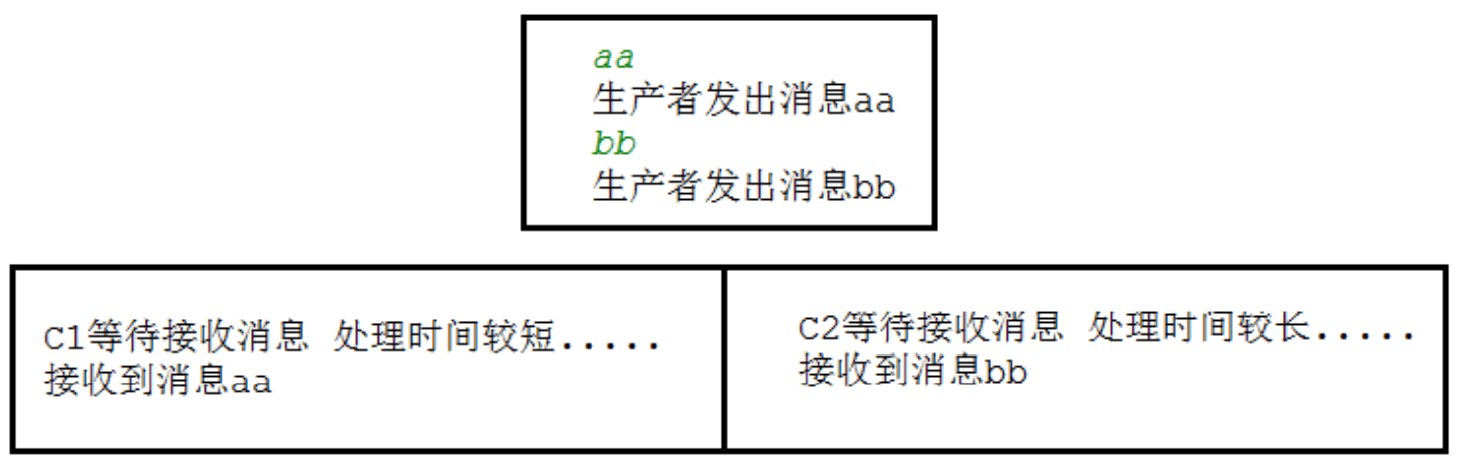 aa
生产者发出消息aa
bb
生产者发出消息bb
C1等待接收消息 处理时间较短.....
接收到消息aa
C2等待接收消息 处理时间较长.....
接收到消息bb